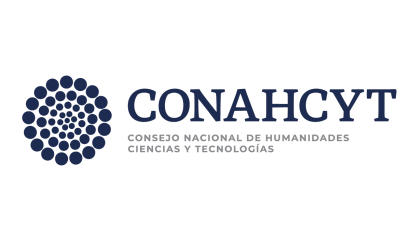 CONAHCYT
CONSEJO NACIONAL DE HUMANIDADES
CIENCIAS Y TECNOLOGÍAS